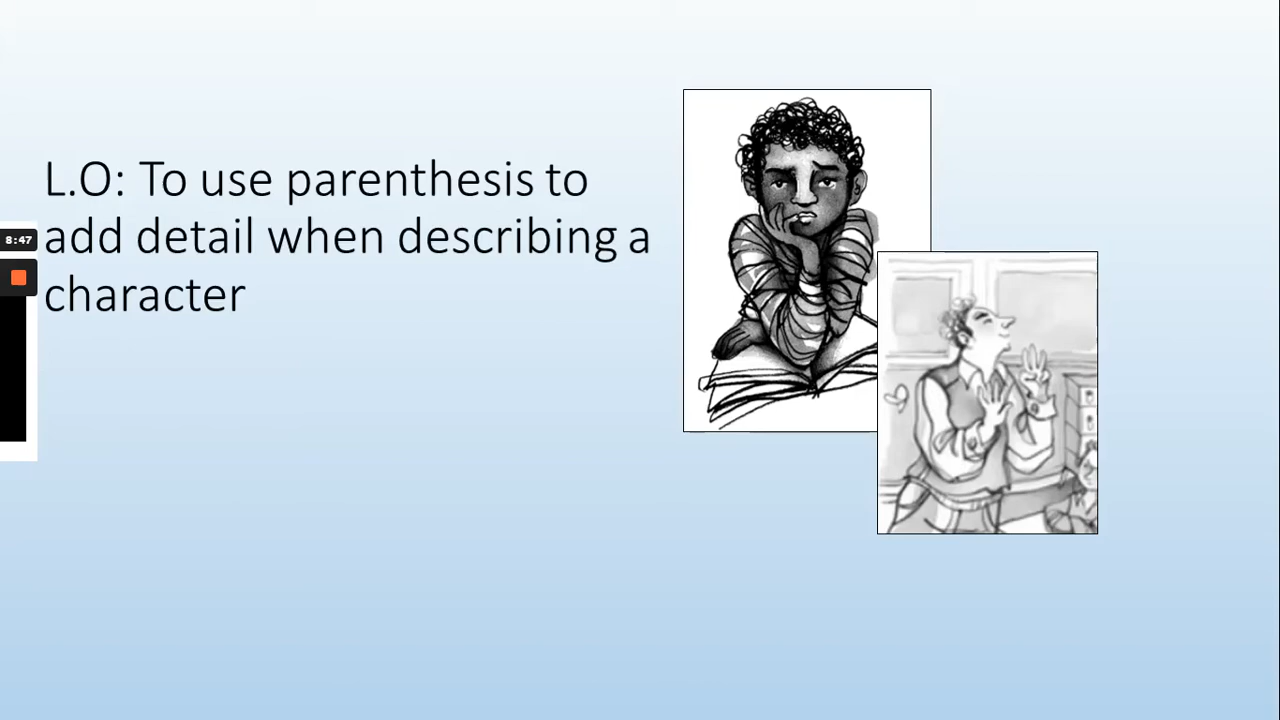 L.O: To use parenthesis to
8:47
add detail when describing a
character